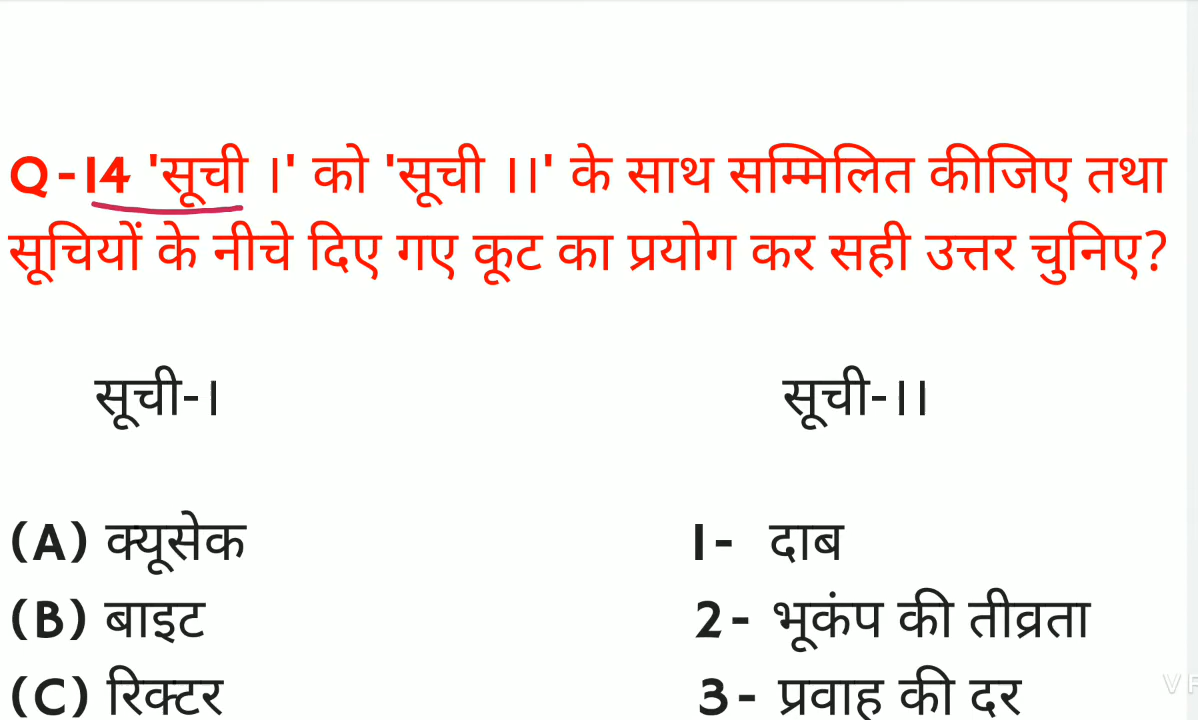 Q-14 'सूची ।' को 'सूची ।।' के साथ सम्मिलित कीजिए तथा
सूचियों के नीचे दिए गए कूट का प्रयोग कर सही उत्तर चुनिए?
सूची-। सूची-।।
(A) क्यूसेक 1- दाब
(B) बाइट 2- भूकंप की तीव्रता
(C) रिक्टर 3- प्रवाह की दर